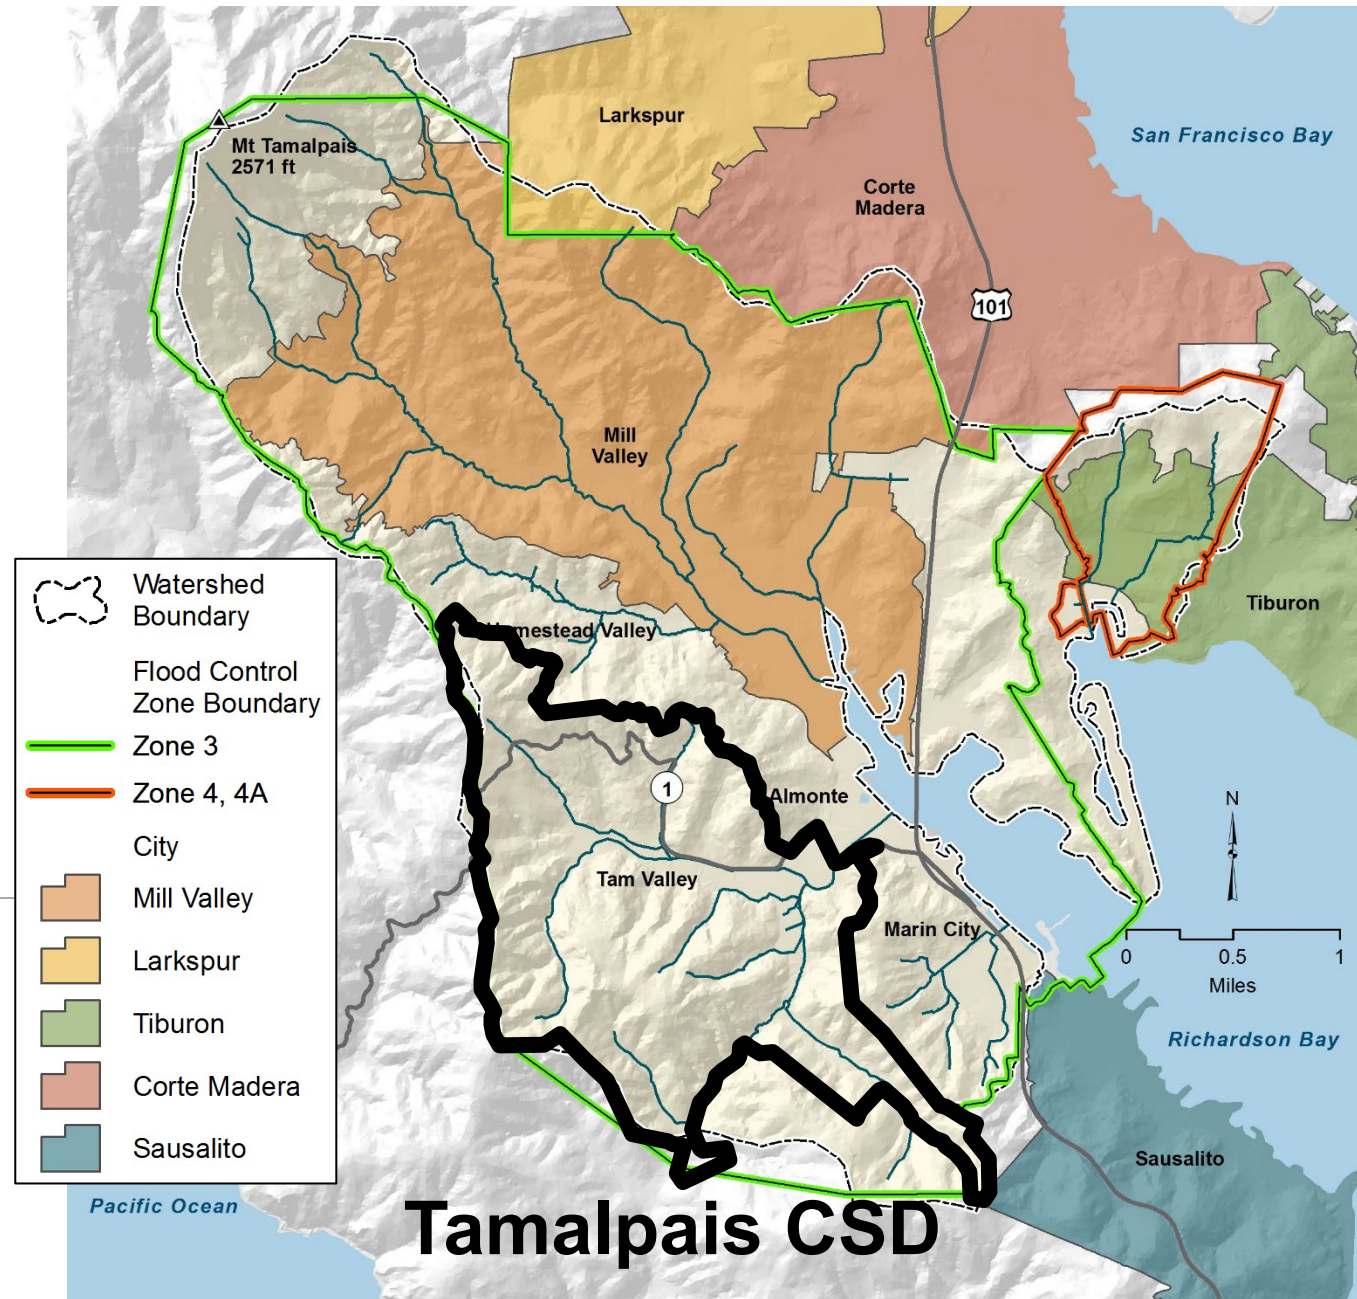 Larkspur
San Francisco Bay
Mt Tamalpais
2571 ft
Corte
Madera
101
Mill
Valley
Watershed
Boundary
Flood Control
Zone Boundary
Zone 3
Zone 4, 4A
City
Mill Valley
Larkspur
Tiburon
Corte Madera
Sausalito
Tiburon
Homestead Valley
1
Almonte
N
Tam Valley
Marin City
0 0.5 1
Miles
Richardson Bay
Sausalito
Pacific Ocean
Tamalpais CSD